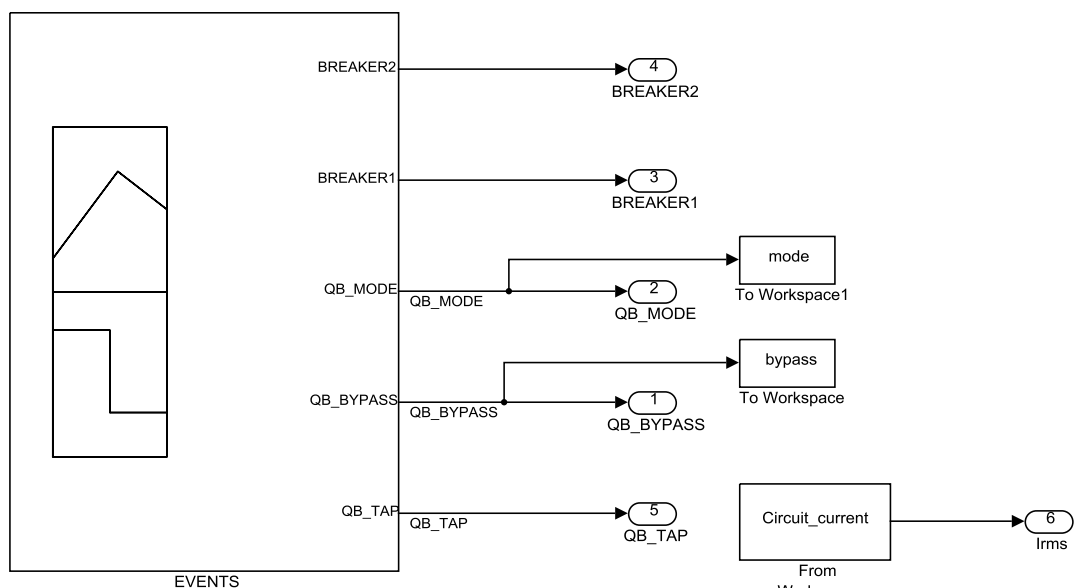 BREAKER2
4
BREAKER2
BREAKER1
3
BREAKER1
mode
To Workspace1
QB_MODE
QB_MODE
2
QB_MODE
bypass
To Workspace
QB_BYPASS
QB_BYPASS
1
QB_BYPASS
QB_TAP
QB_TAP
5
QB_TAP
Circuit_current
6
Irms
From
EVENTS